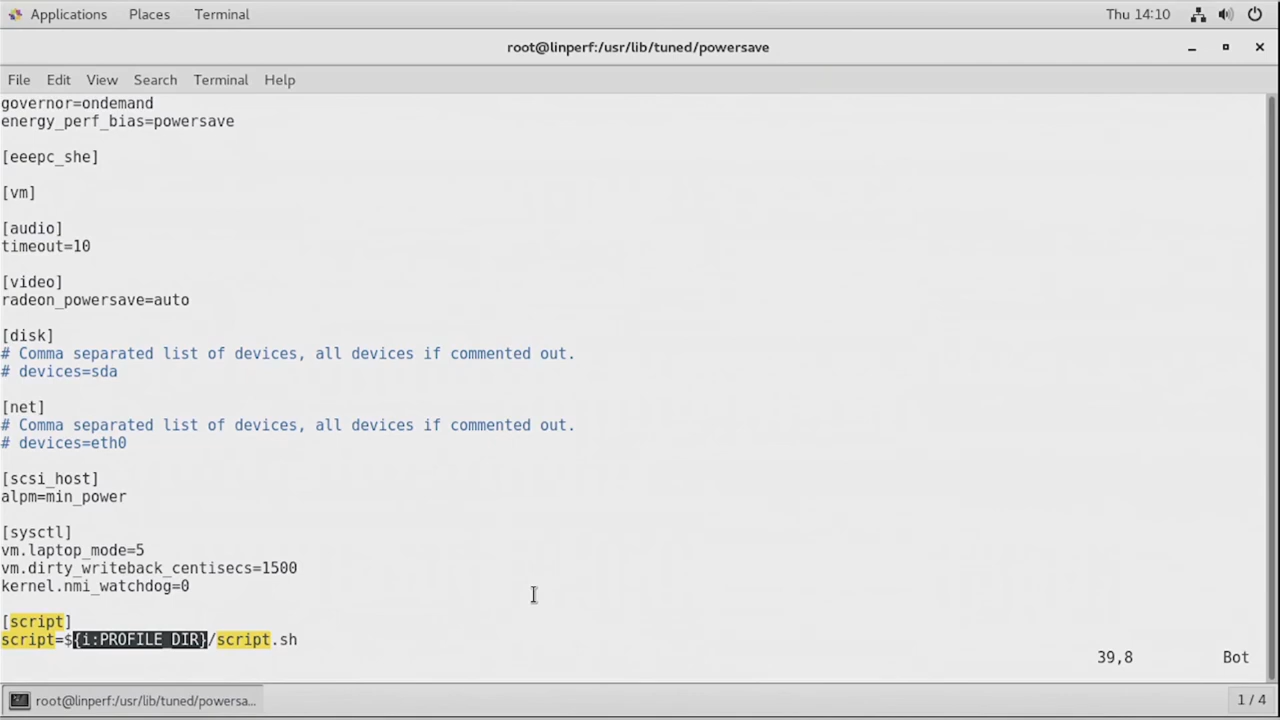 Applications Places Terminal Thu 14:10
root@linperf:/usr/lib/tuned/powersave
File Edit View Search Terminal Help
governor=ondemand
energy_perf_bias=powersave
[eeepc_she]
[vm]
[audio]
timeout=10
[video]
radeon_powersave=auto
[disk]
# Comma separated list of devices, all devices if commented out.
# devices=sda
[net]
# Comma separated list of devices, all devices if commented out.
# devices=eth0
[scsi_host]
alpm=min_power
[sysctl]
vm.laptop_mode=5
vm.dirty_writeback_centisecs=1500
kernel.nmi_watchdog=0
[script]
script=${i:PROFILE_DIR}/script.sh
39,8 Bot
root@linperf:/usr/lib/tuned/powersa... 1 / 4